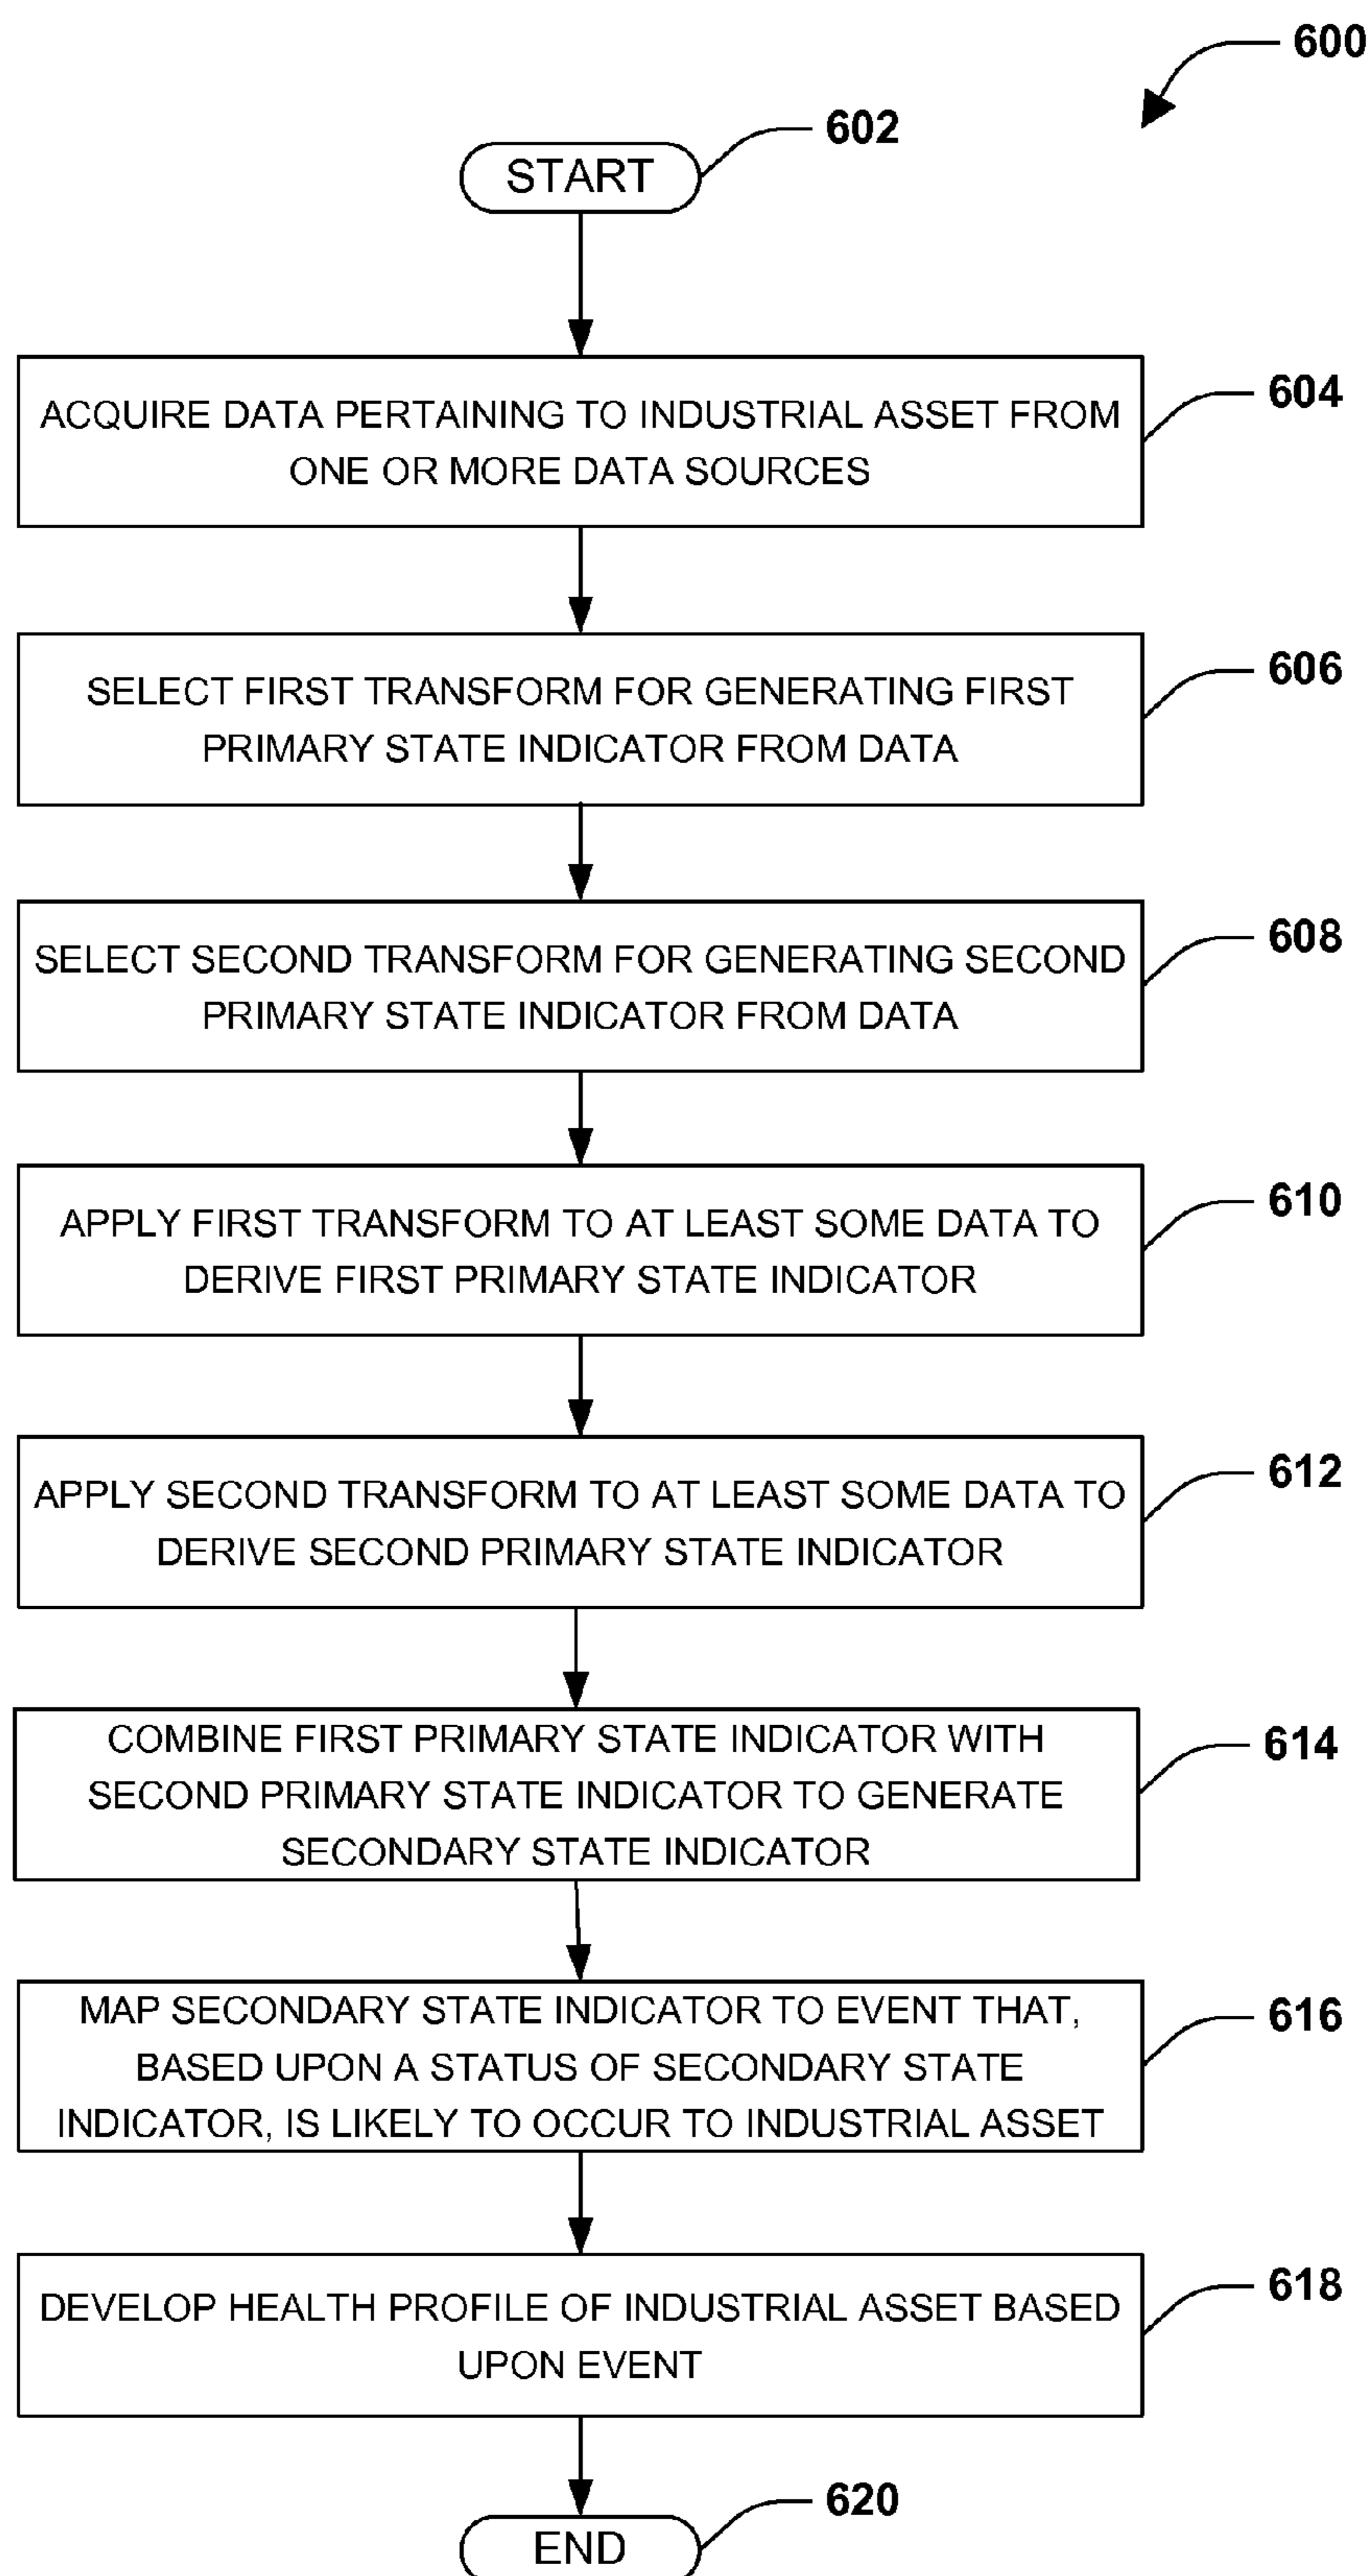 600
602
START
604
ACQUIRE DATA PERTAINING TO INDUSTRIAL ASSET FROM
ONE OR MORE DATA SOURCES
606
SELECT FIRST TRANSFORM FOR GENERATING FIRST
PRIMARY STATE INDICATOR FROM DATA
608
SELECT SECOND TRANSFORM FOR GENERATING SECOND
PRIMARY STATE INDICATOR FROM DATA
610
APPLY FIRST TRANSFORM TO AT LEAST SOME DATA TO
DERIVE FIRST PRIMARY STATE INDICATOR
612
APPLY SECOND TRANSFORM TO AT LEAST SOME DATA TO
DERIVE SECOND PRIMARY STATE INDICATOR
614
COMBINE FIRST PRIMARY STATE INDICATOR WITH
SECOND PRIMARY STATE INDICATOR TO GENERATE
SECONDARY STATE INDICATOR
616
MAP SECONDARY STATE INDICATOR TO EVENT THAT,
BASED UPON A STATUS OF SECONDARY STATE
INDICATOR, IS LIKELY TO OCCUR TO INDUSTRIAL ASSET
618
DEVELOP HEALTH PROFILE OF INDUSTRIAL ASSET BASED
UPON EVENT
620
END